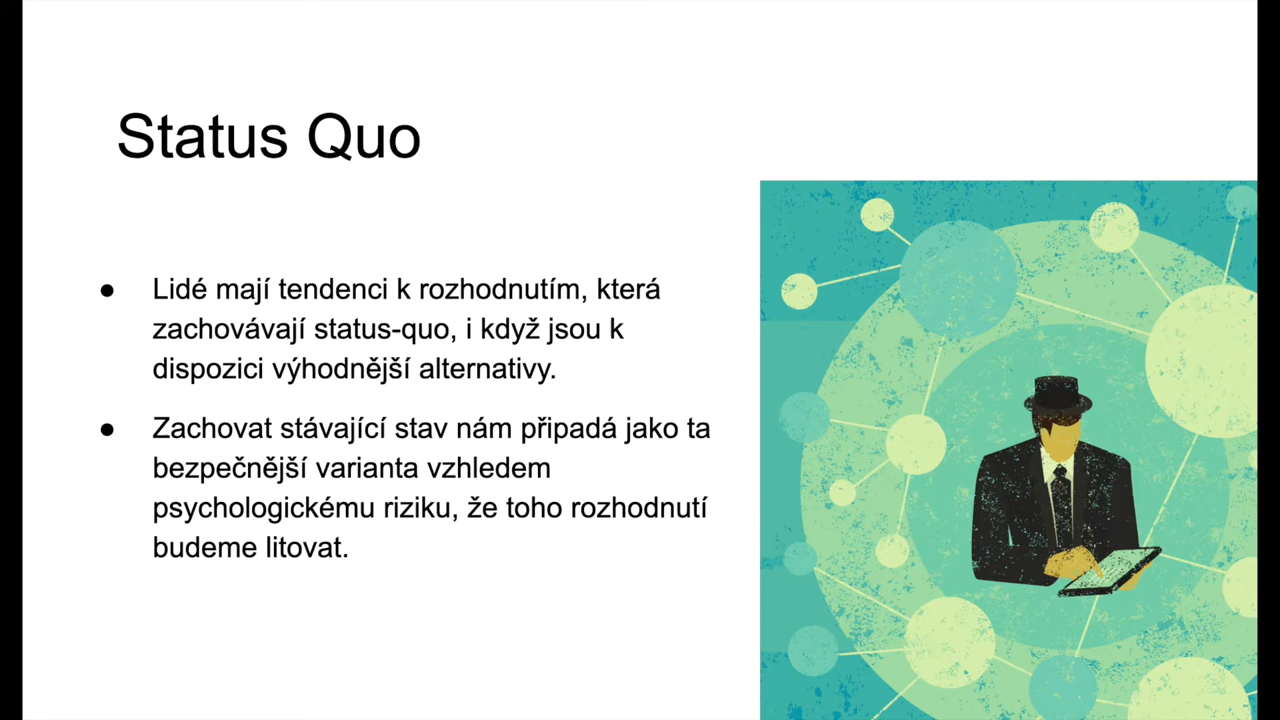 Status Quo
● Lidé mají tendenci k rozhodnutím, která
zachovávají status-quo, i když jsou k
dispozici výhodnější alternativy.
● Zachovat stávající stav nám připadá jako ta
bezpečnější varianta vzhledem
psychologickému riziku, že toho rozhodnutí
budeme litovat.